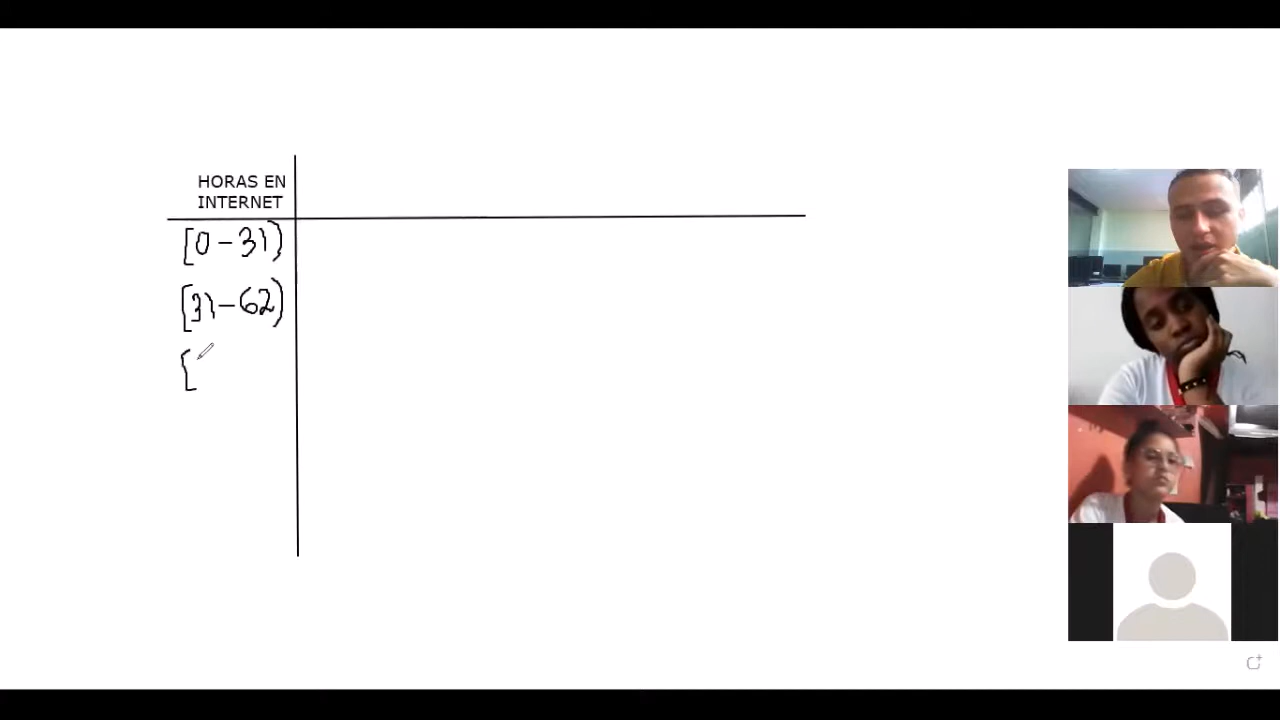 HORAS EN
INTERNET
[0-31)
[31-62)
[